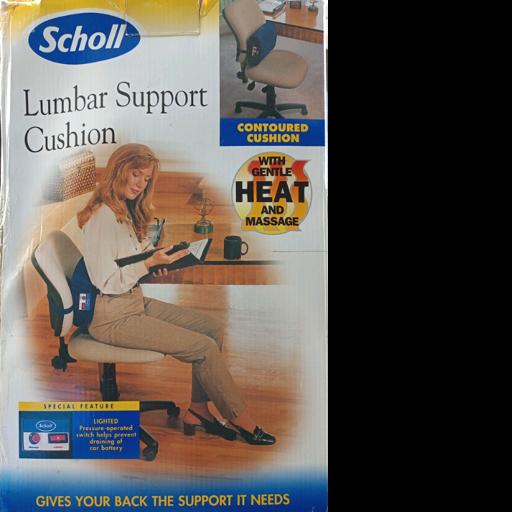 Scholl
Lumbar Support
Cushion
CONTOURED
CUSHION
WITH
GENTLE
HEAT
AND
MASSAGE
SPECIAL FEATURE
Scholl
LIGHTED
Pressure-operated
switch helps prevent
draining of
car battery
GIVES YOUR BACK THE SUPPORT IT NEEDS